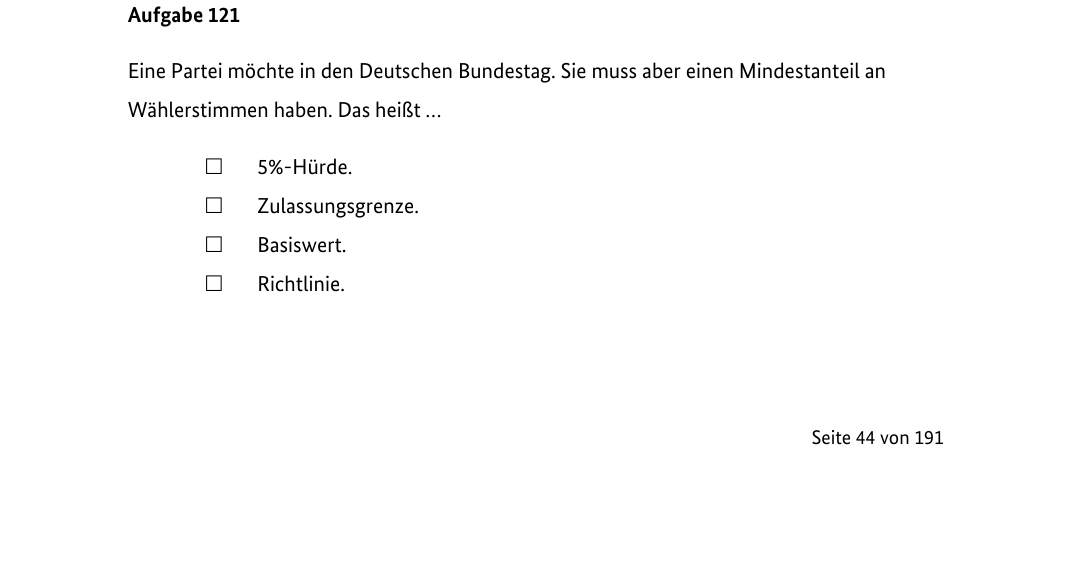 Aufgabe 121
Eine Partei möchte in den Deutschen Bundestag. Sie muss aber einen Mindestanteil an
Wählerstimmen haben. Das heißt …
☐ 5%-Hürde.
☐ Zulassungsgrenze.
☐ Basiswert.
☐ Richtlinie.
Seite 44 von 191